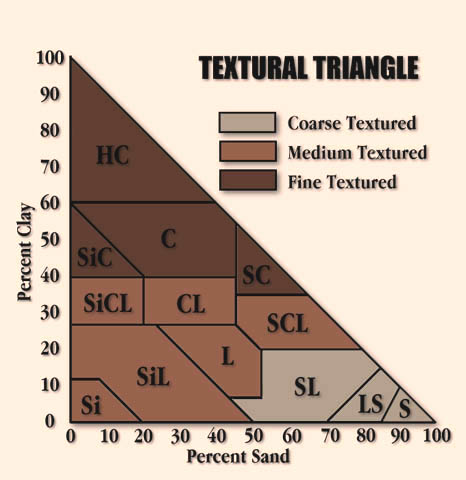 TEXTURAL TRIANGLE
Coarse Textured
Medium Textured
Fine Textured
Percent Clay
100
90
80
70
60
50
40
30
20
10
0
HC
C
SiC
SC
SiCL
CL
SCL
L
SiL
SL
Si
LS
S
0 10 20 30 40 50 60 70 80 90 100
Percent Sand